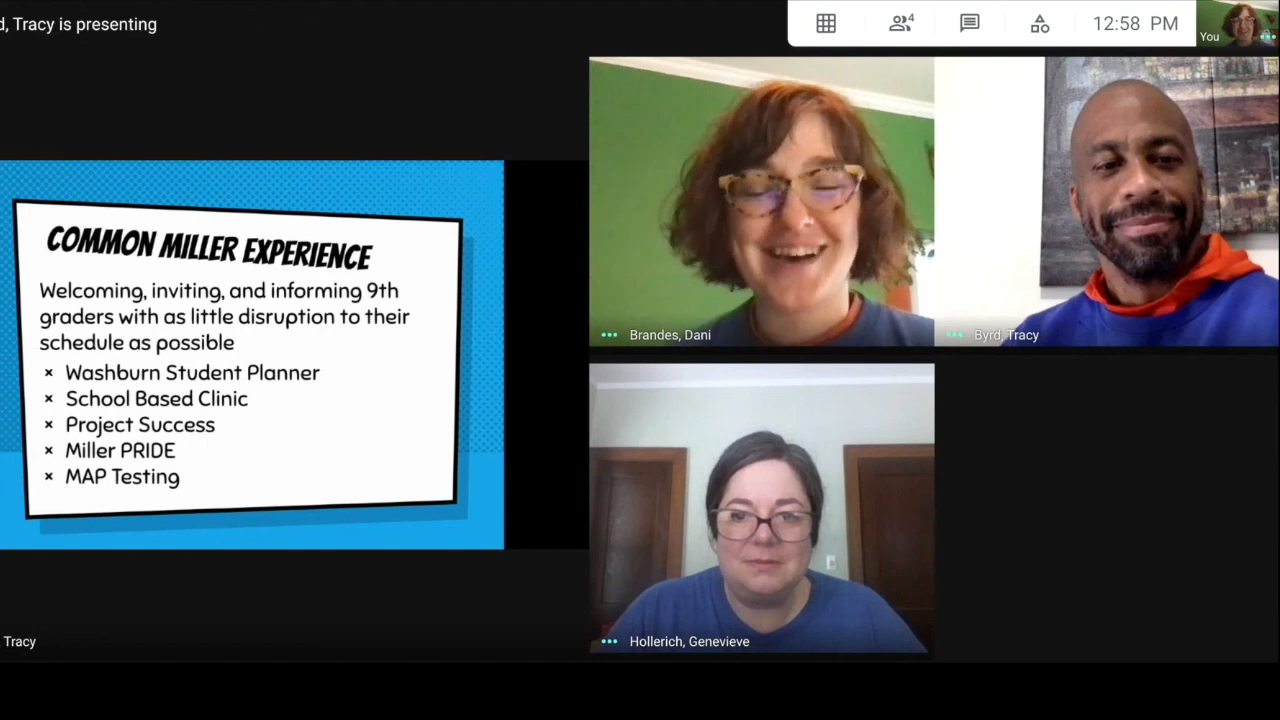 d, Tracy is presenting
4
12:58 PM
You
COMMON MILLER EXPERIENCE
Welcoming, inviting, and informing 9th
graders with as little disruption to their
schedule as possible
× Washburn Student Planner
× School Based Clinic
× Project Success
× Miller PRIDE
× MAP Testing
Brandes, Dani
Byrd, Tracy
Hollerich, Genevieve
, Tracy